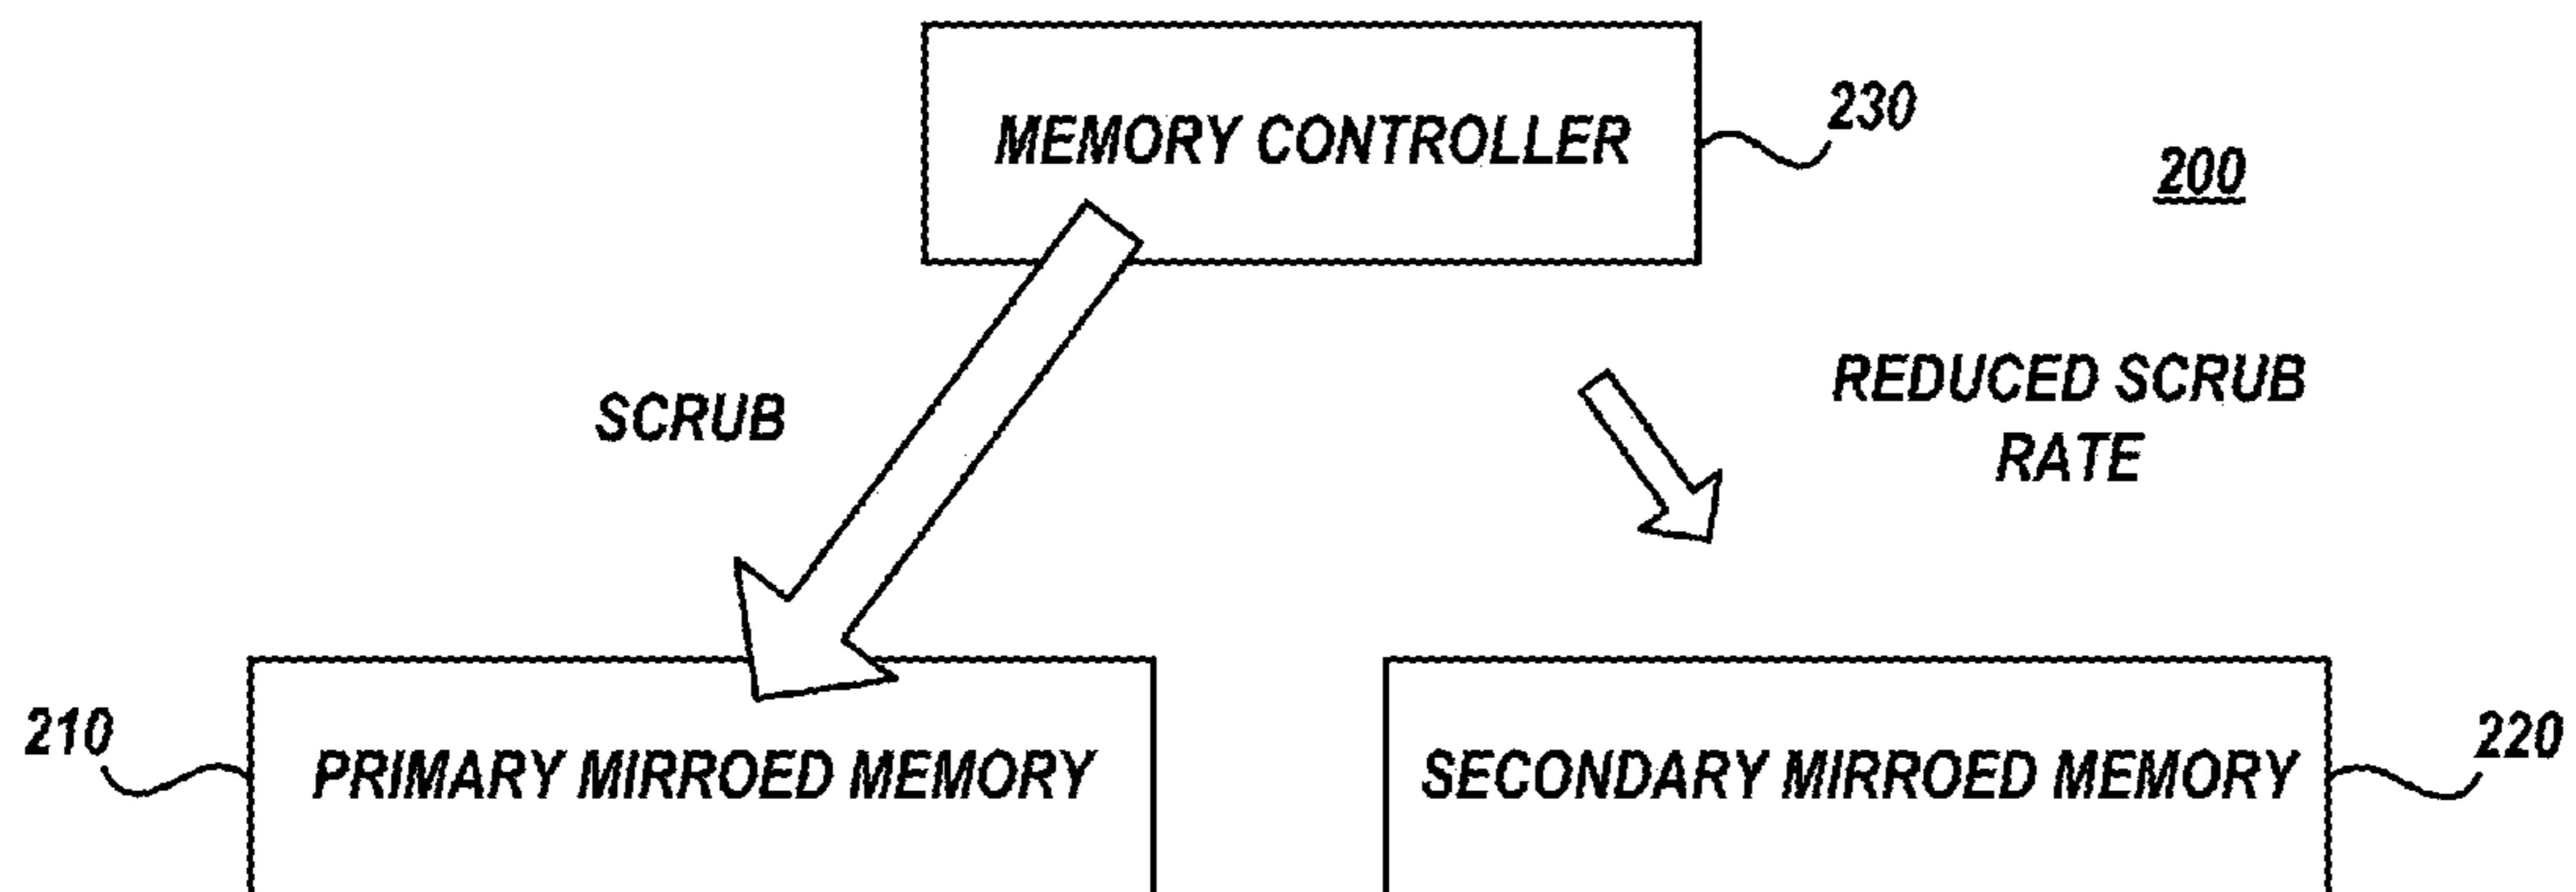 MEMORY CONTROLLER
230
200
SCRUB
REDUCED SCRUB
RATE
210
PRIMARY MIRROED MEMORY
SECONDARY MIRROED MEMORY
220